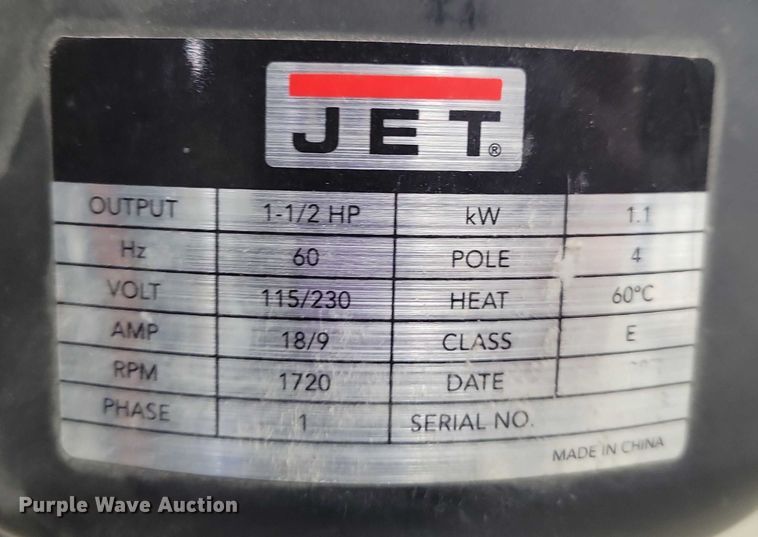 JET®
OUTPUT 1-1/2 HP kW 1.1
Hz 60 POLE 4
VOLT 115/230 HEAT 60°C
AMP 18/9 CLASS E
RPM 1720 DATE
PHASE 1 SERIAL NO.
MADE IN CHINA
Purple Wave Auction